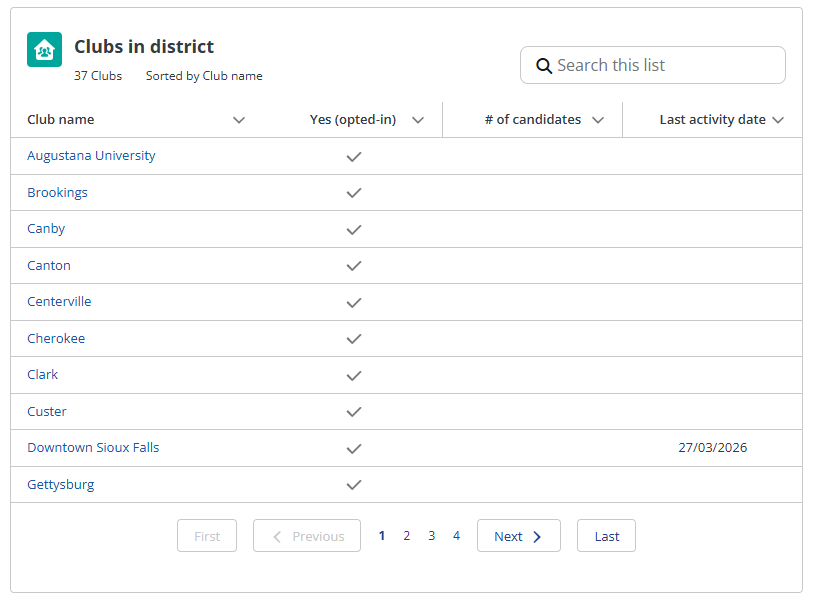 Clubs in district
37 Clubs Sorted by Club name
Search this list
Club name Yes (opted-in) # of candidates Last activity date
Augustana University
Brookings
Canby
Canton
Centerville
Cherokee
Clark
Custer
Downtown Sioux Falls 27/03/2026
Gettysburg
First Previous 1 2 3 4 Next Last